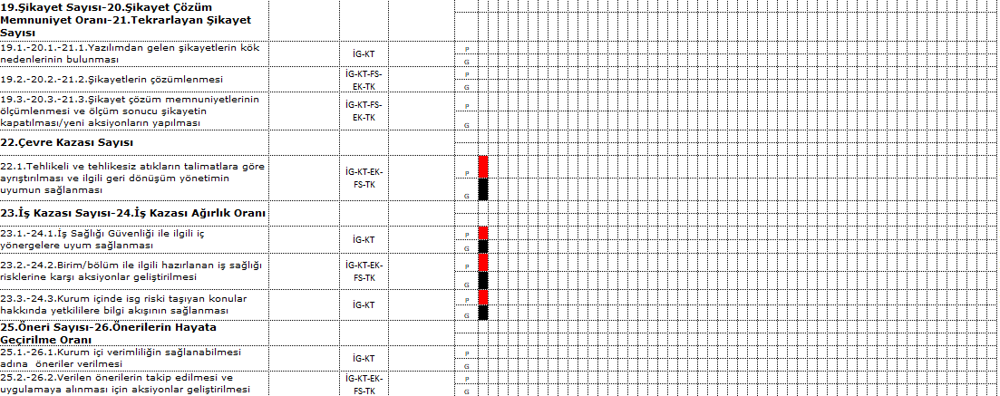 19.Şikayet Sayısı-20.Şikayet Çözüm
Memnuniyet Oranı-21.Tekrarlayan Şikayet
Sayısı
19.1.-20.1.-21.1.Yazılımdan gelen şikayetlerin kök
nedenlerinin bulunması
İG-KT
P
G
19.2.-20.2.-21.2.Şikayetlerin çözümlenmesi
İG-KT-FS-
EK-TK
P
G
19.3.-20.3.-21.3.Şikayet çözüm memnuniyetlerinin
ölçümlenmesi ve ölçüm sonucu şikayetin
kapatılması/yeni aksiyonların yapılması
İG-KT-FS-
EK-TK
P
G
22.Çevre Kazası Sayısı
22.1.Tehlikeli ve tehlikesiz atıkların talimatlara göre
ayrıştırılması ve ilgili geri dönüşüm yönetimin
uyumun sağlanması
İG-KT-EK-
FS-TK
P
G
23.İş Kazası Sayısı-24.İş Kazası Ağırlık Oranı
23.1.-24.1.İş Sağlığı Güvenliği ile ilgili iç
yönergelere uyum sağlanması
İG-KT
P
G
23.2.-24.2.Birim/bölüm ile ilgili hazırlanan iş sağlığı
risklerine karşı aksiyonlar geliştirilmesi
İG-KT-EK-
FS-TK
P
G
23.3.-24.3.Kurum içinde isg riski taşıyan konular
hakkında yetkililere bilgi akışının sağlanması
İG-KT
P
G
25.Öneri Sayısı-26.Önerilerin Hayata
Geçirilme Oranı
25.1.-26.1.Kurum içi verimliliğin sağlanabilmesi
adına  öneriler verilmesi
İG-KT
P
G
25.2.-26.2.Verilen önerilerin takip edilmesi ve
uygulamaya alınması için aksiyonlar geliştirilmesi
İG-KT-EK-
FS-TK
P
G